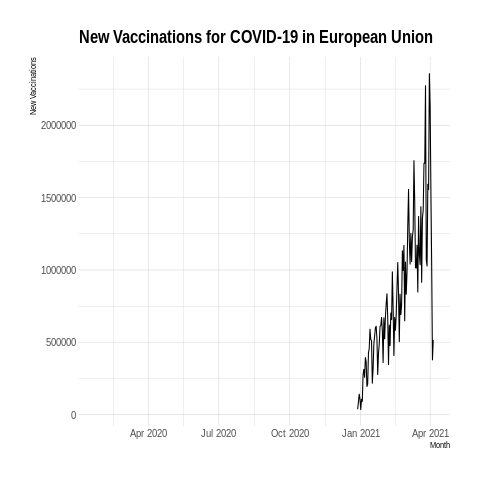 New Vaccinations for COVID-19 in European Union
New Vaccinations
2000000
1500000
1000000
500000
0
Apr 2020 Jul 2020 Oct 2020 Jan 2021 Apr 2021
Month